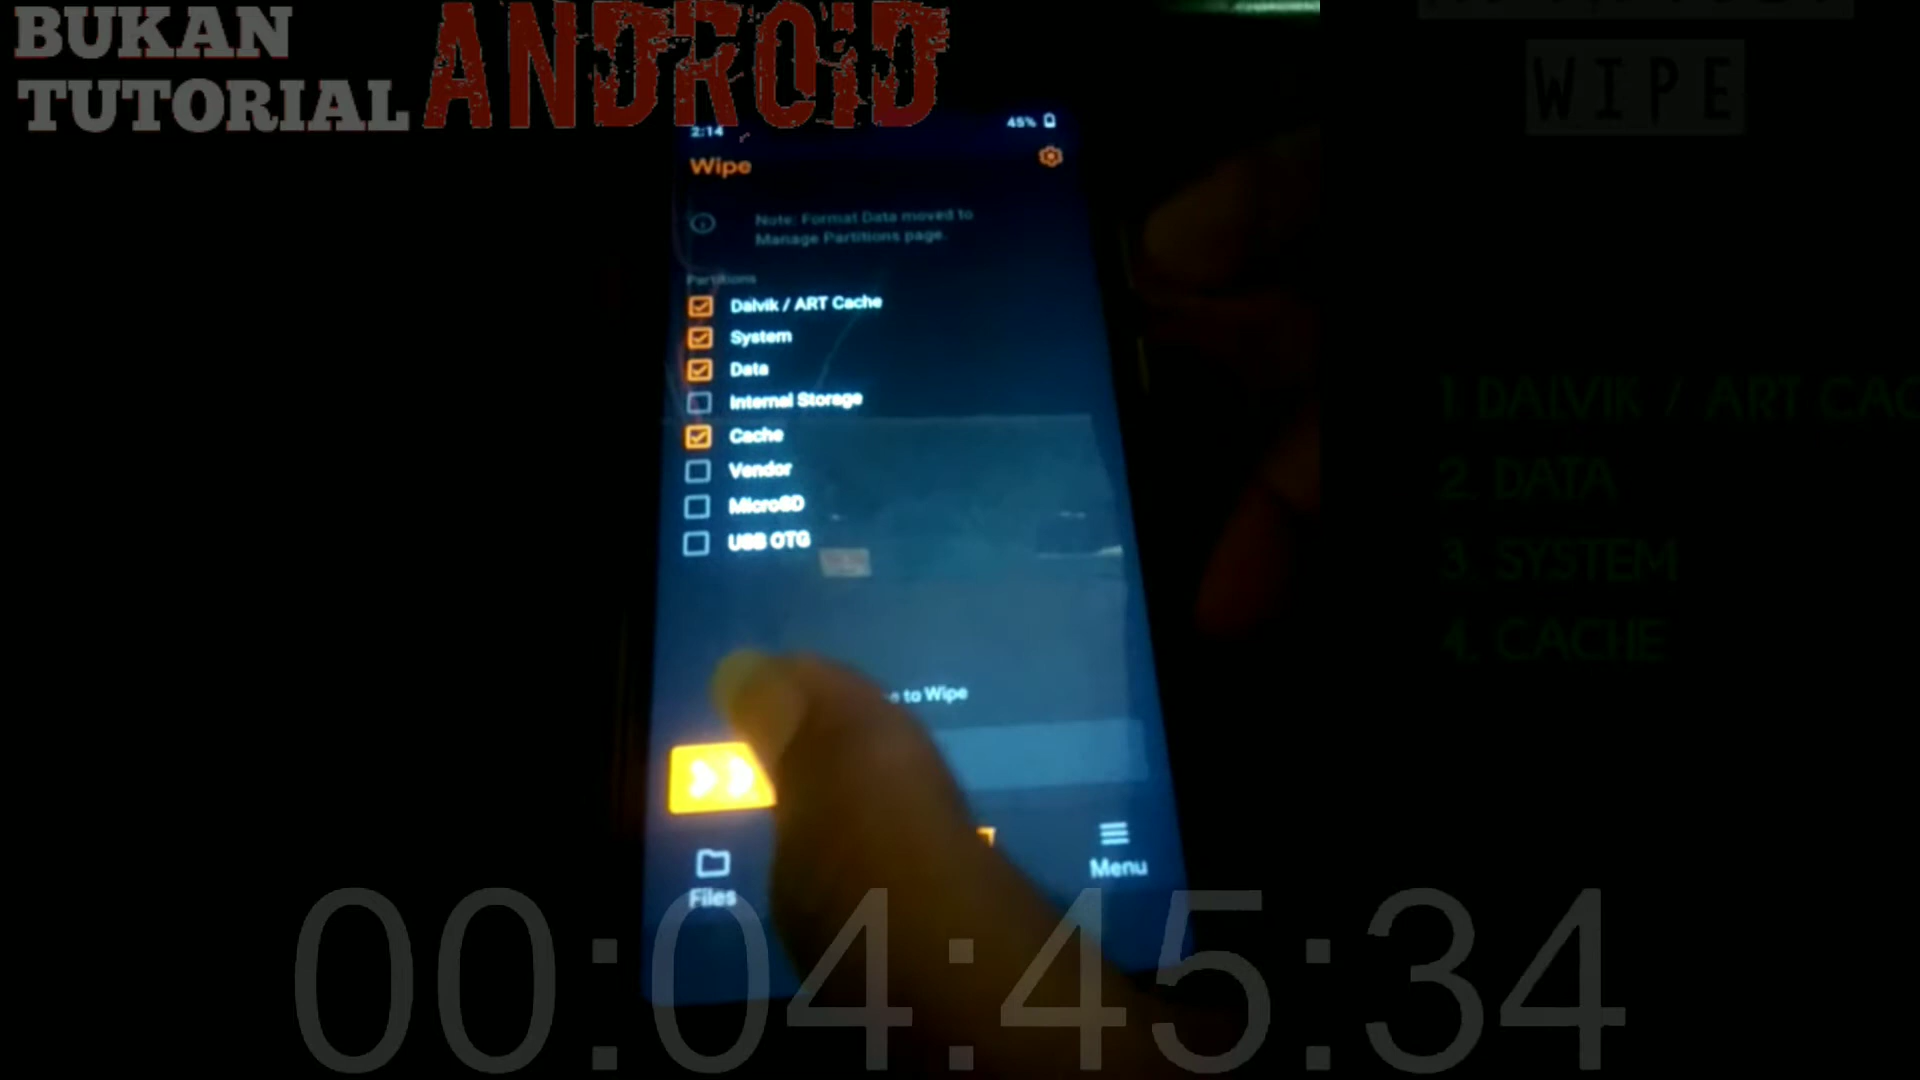 BUKAN
TUTORIAL
ANDROID
WIPE
2:14
45%
Wipe
Note: Format Data moved to
Manage Partitions page.
Partitions
Dalvik / ART Cache
System
Data
Internal Storage
Cache
Vendor
MicroSD
USB OTG
to Wipe
Files
Menu
1 DALVIK / ART CAC
2. DATA
3. SYSTEM
4. CACHE
00:04:45:34